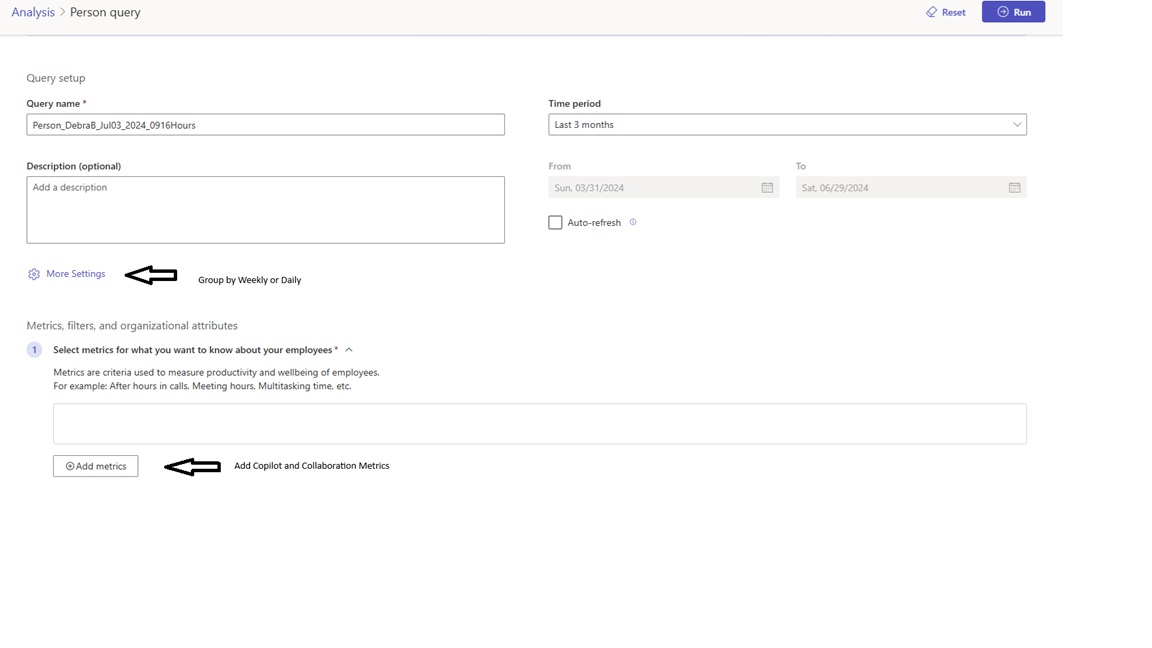 Analysis > Person query
Reset
Run
Query setup
Query name *
Person_DebraB_Jul03_2024_0916Hours
Time period
Last 3 months
Description (optional)
Add a description
From
Sun, 03/31/2024
To
Sat, 06/29/2024
Auto-refresh
More Settings
Group by Weekly or Daily
Metrics, filters, and organizational attributes
1 Select metrics for what you want to know about your employees *
Metrics are criteria used to measure productivity and wellbeing of employees.
For example: After hours in calls, Meeting hours, Multitasking time, etc.
Add metrics
Add Copilot and Collaboration Metrics